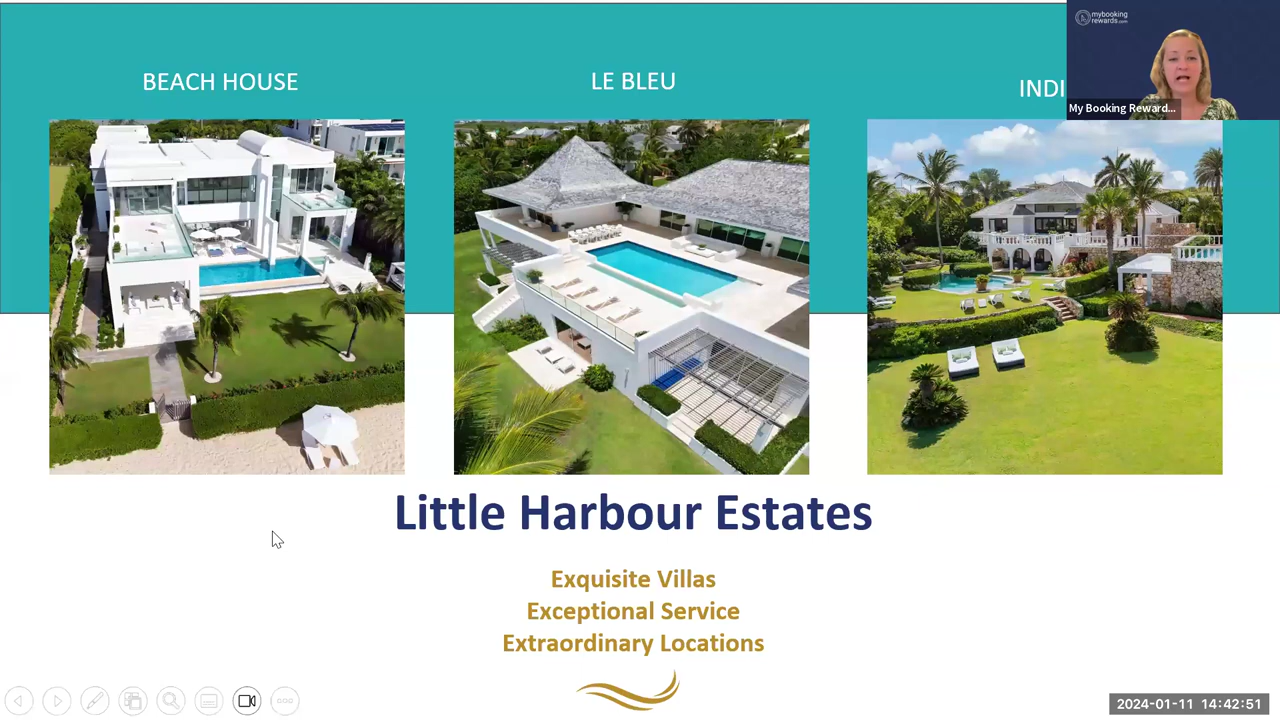 BEACH HOUSE
LE BLEU
INDI
mybooking
rewards.com
My Booking Reward...
Little Harbour Estates
Exquisite Villas
Exceptional Service
Extraordinary Locations
2024-01-11 14:42:51